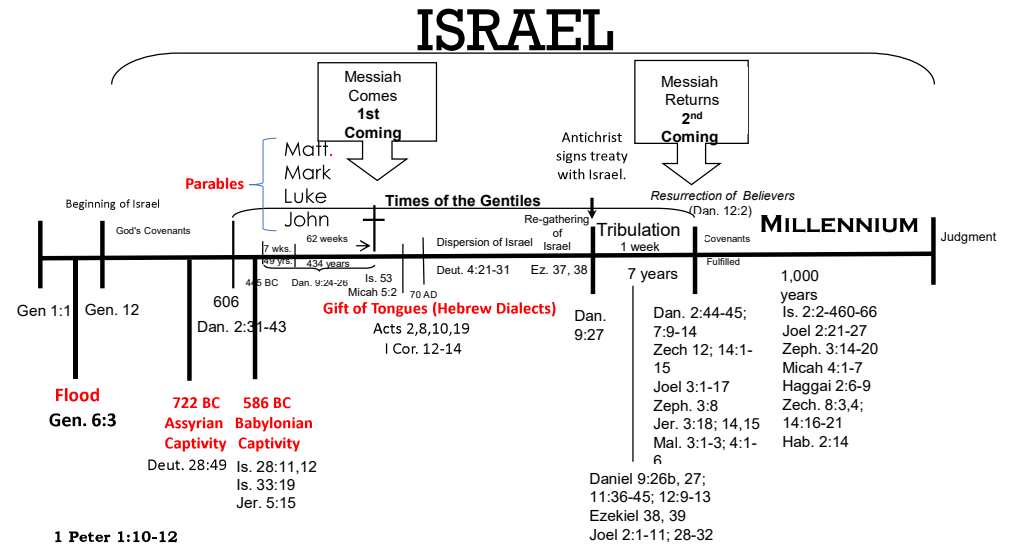 ISRAEL
Messiah
Comes
1st
Coming
Messiah
Returns
2nd
Coming
Antichrist
signs treaty
with Israel.
Matt.
Mark
Luke
John
Parables
Times of the Gentiles
Resurrection of Believers
(Dan. 12:2)
Beginning of Israel
God's Covenants
7 wks.
49 yrs.
62 weeks
434 years
Re-gathering
of
Israel
Dispersion of Israel
Tribulation
1 week
Covenants
Fulfilled
MILLENNIUM
Judgment
Gen 1:1
Gen. 12
606
Dan. 2:31-43
445 BC
Dan. 9:24-26
Is. 53
Micah 5:2
70 AD
Deut. 4:21-31
Ez. 37, 38
7 years
1,000
years
Gift of Tongues (Hebrew Dialects)
Acts 2,8,10,19
I Cor. 12-14
Dan.
9:27
Dan. 2:44-45;
7:9-14
Zech 12; 14:1-
15
Joel 3:1-17
Zeph. 3:8
Jer. 3:18; 14,15
Mal. 3:1-3; 4:1-
6
Is. 2:2-460-66
Joel 2:21-27
Zeph. 3:14-20
Micah 4:1-7
Haggai 2:6-9
Zech. 8:3,4;
14:16-21
Hab. 2:14
Flood
Gen. 6:3
722 BC
Assyrian
Captivity
Deut. 28:49
586 BC
Babylonian
Captivity
Is. 28:11,12
Is. 33:19
Jer. 5:15
Daniel 9:26b, 27;
11:36-45; 12:9-13
Ezekiel 38, 39
Joel 2:1-11; 28-32
1 Peter 1:10-12